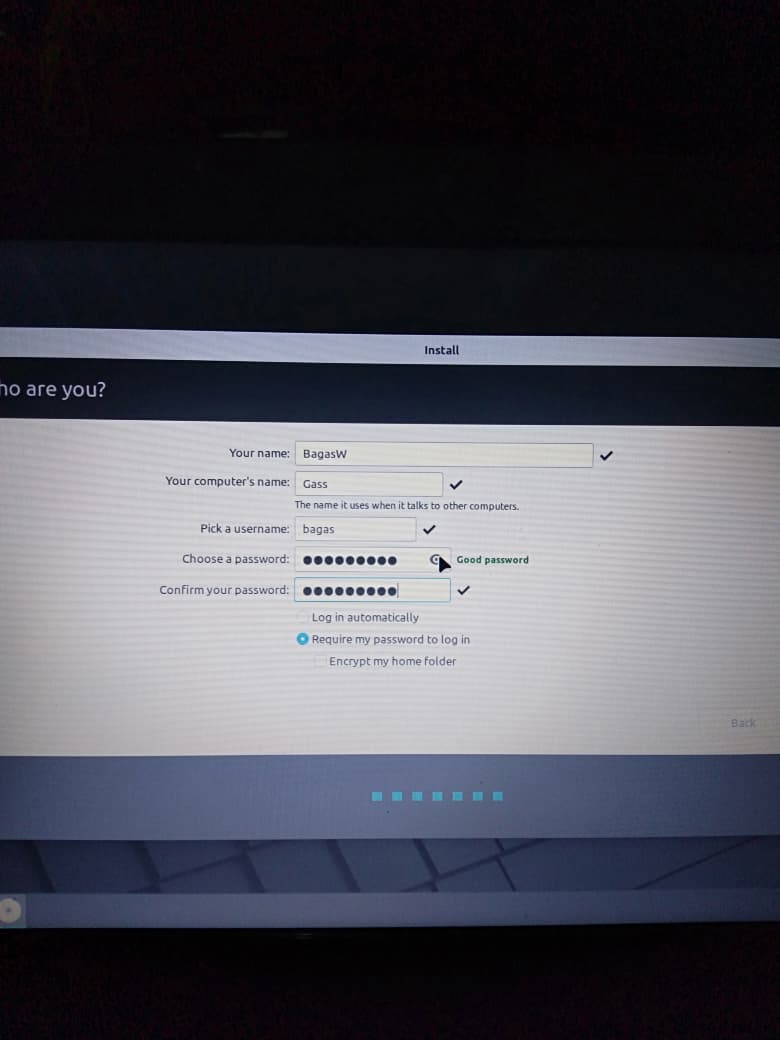 Install
ho are you?
Your name: BagasW
Your computer's name: Gass
The name it uses when it talks to other computers.
Pick a username: bagas
Choose a password: ●●●●●●●●● Good password
Confirm your password: ●●●●●●●●●
Log in automatically
Require my password to log in
Encrypt my home folder
Back